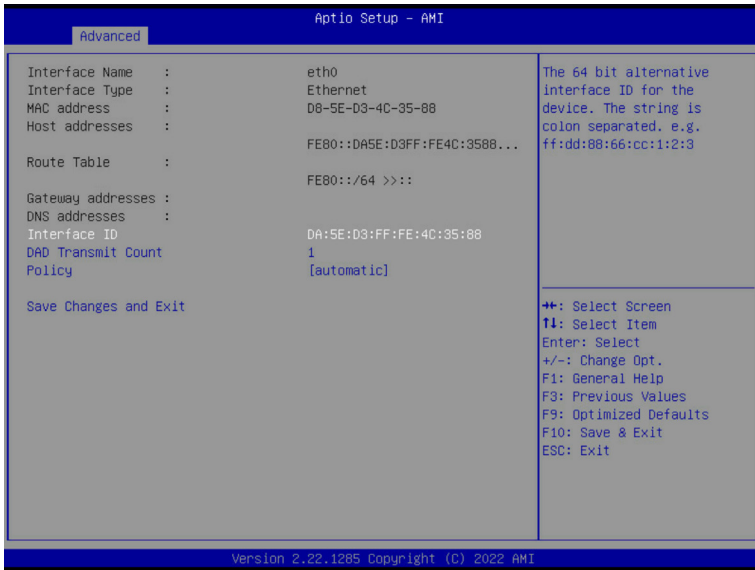 Aptio Setup - AMI
Advanced
Interface Name : eth0
Interface Type : Ethernet
MAC address : D8-5E-D3-4C-35-88
Host addresses :
FE80::DA5E:D3FF:FE4C:3588...
Route Table :
FE80::/64 >>::
Gateway addresses :
DNS addresses :
Interface ID DA:5E:D3:FF:FE:4C:35:88
DAD Transmit Count 1
Policy [automatic]
Save Changes and Exit
The 64 bit alternative
interface ID for the
device. The string is
colon separated. e.g.
ff:dd:88:66:cc:1:2:3
→←: Select Screen
↑↓: Select Item
Enter: Select
+/-: Change Opt.
F1: General Help
F3: Previous Values
F9: Optimized Defaults
F10: Save & Exit
ESC: Exit
Version 2.22.1285 Copyright (C) 2022 AMI